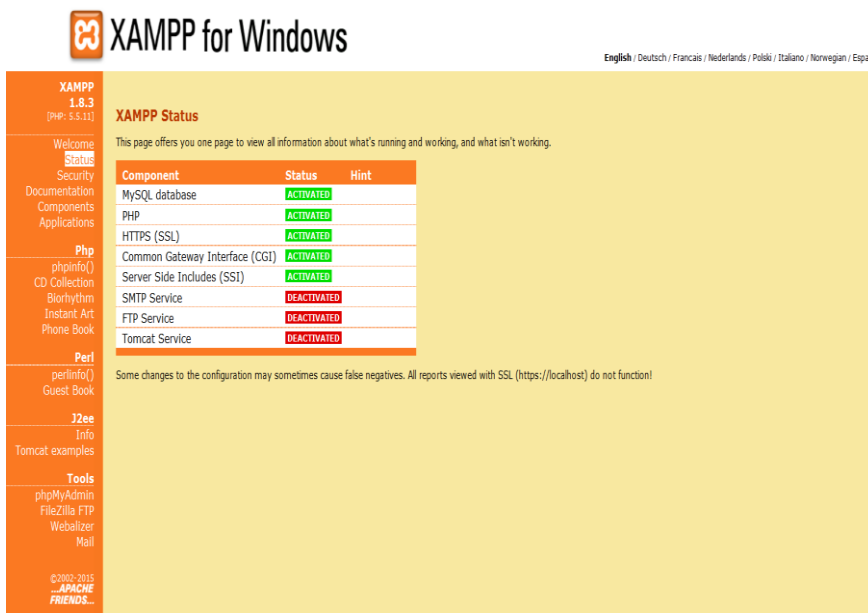 XAMPP for Windows
English / Deutsch / Francais / Nederlands / Polski / Italiano / Norwegian / Espa
XAMPP
1.8.3
[PHP: 5.5.11]
Welcome
Status
Security
Documentation
Components
Applications
Php
phpinfo()
CD Collection
Biorhythm
Instant Art
Phone Book
Perl
perlinfo()
Guest Book
J2ee
Info
Tomcat examples
Tools
phpMyAdmin
FileZilla FTP
Webalizer
Mail
©2002-2015
...APACHE
FRIENDS...
XAMPP Status
This page offers you one page to view all information about what's running and working, and what isn't working.
Component Status Hint
MySQL database ACTIVATED
PHP ACTIVATED
HTTPS (SSL) ACTIVATED
Common Gateway Interface (CGI) ACTIVATED
Server Side Includes (SSI) ACTIVATED
SMTP Service DEACTIVATED
FTP Service DEACTIVATED
Tomcat Service DEACTIVATED
Some changes to the configuration may sometimes cause false negatives. All reports viewed with SSL (https://localhost) do not function!